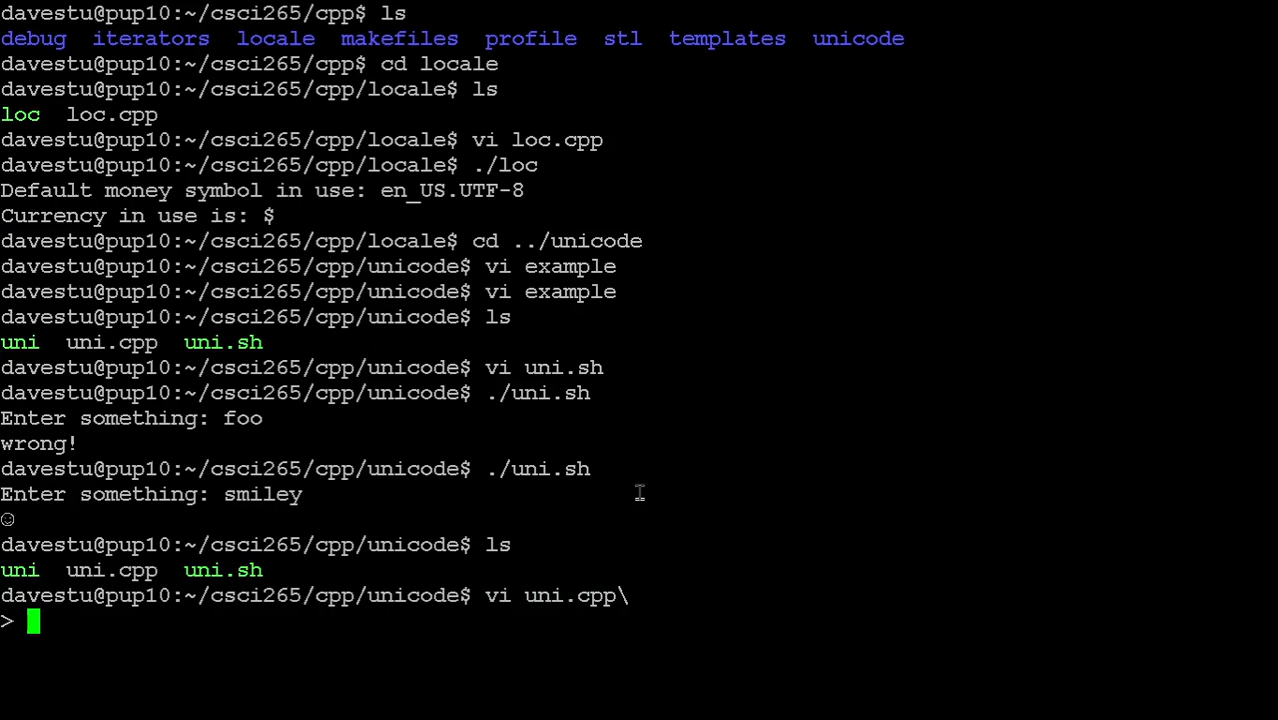 davestu@pup10:~/csci265/cpp$ ls
debug  iterators  locale  makefiles  profile  stl  templates  unicode
davestu@pup10:~/csci265/cpp$ cd locale
davestu@pup10:~/csci265/cpp/locale$ ls
loc  loc.cpp
davestu@pup10:~/csci265/cpp/locale$ vi loc.cpp
davestu@pup10:~/csci265/cpp/locale$ ./loc
Default money symbol in use: en_US.UTF-8
Currency in use is: $
davestu@pup10:~/csci265/cpp/locale$ cd ../unicode
davestu@pup10:~/csci265/cpp/unicode$ vi example
davestu@pup10:~/csci265/cpp/unicode$ vi example
davestu@pup10:~/csci265/cpp/unicode$ ls
uni  uni.cpp  uni.sh
davestu@pup10:~/csci265/cpp/unicode$ vi uni.sh
davestu@pup10:~/csci265/cpp/unicode$ ./uni.sh
Enter something: foo
wrong!
davestu@pup10:~/csci265/cpp/unicode$ ./uni.sh
Enter something: smiley
☺
davestu@pup10:~/csci265/cpp/unicode$ ls
uni  uni.cpp  uni.sh
davestu@pup10:~/csci265/cpp/unicode$ vi uni.cpp\
>